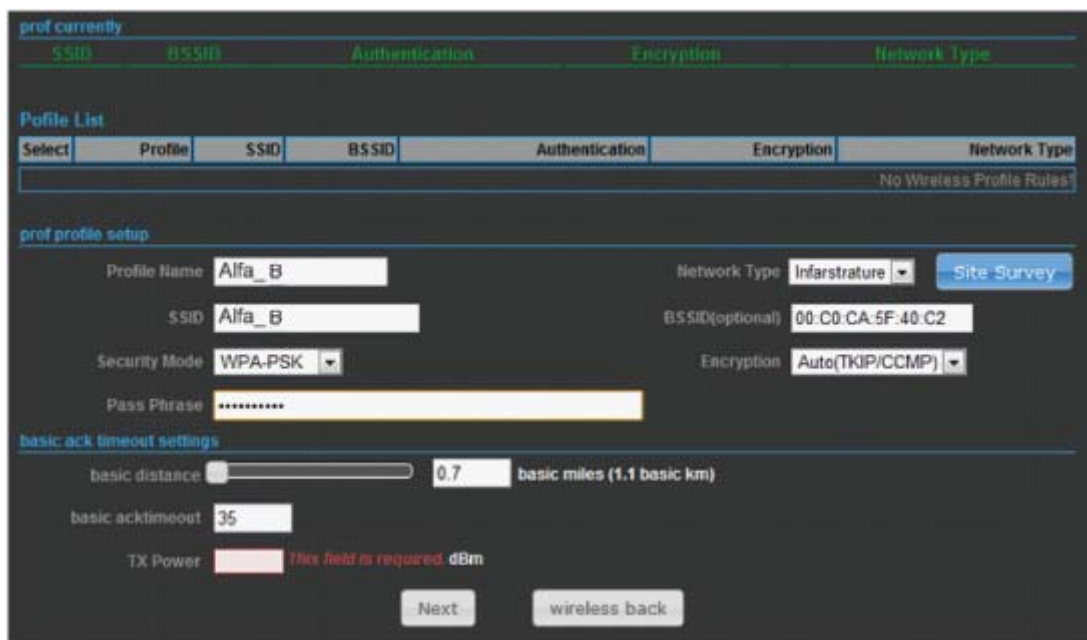 prof currently
SSID BSSID Authentication Encryption Network Type
Pofile List
Select Profile SSID BSSID Authentication Encryption Network Type
No Wireless Profile Rules!
prof profile setup
Profile Name Alfa_B Network Type Infarstrature Site Survey
SSID Alfa_B BSSID(optional) 00:C0:CA:5F:40:C2
Security Mode WPA-PSK Encryption Auto(TKIP/CCMP)
Pass Phrase ••••••••••
basic ack timeout settings
basic distance 0.7 basic miles (1.1 basic km)
basic acktimeout 35
TX Power This field is required. dBm
Next wireless back